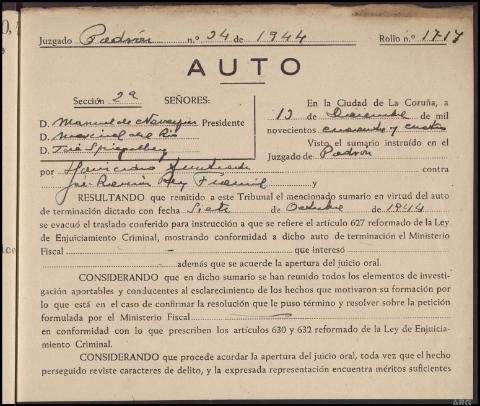 Juzgado Padrón n.º 24 de 1944 Rollo n.º 1717
AUTO
Sección 2ª SEÑORES:
D. Manuel de Presidente
D. Marcial del Río
D. José
En la Ciudad de La Coruña, a
13 de Diciembre de mil
novecientos cuarenta y cuatro
Visto el sumario instruído en el
Juzgado de Padrón
por Homicidio contra
José Ramón Rey y
RESULTANDO que remitido a este Tribunal el mencionado sumario en virtud del auto
de terminación dictado con fecha Siete de Octubre de 1944
se evacuó el traslado conferido para instrucción a que se refiere el artículo 627 reformado de la Ley
de Enjuiciamiento Criminal, mostrando conformidad a dicho auto de terminación el Ministerio
Fiscal — que interesó
además que se acuerde la apertura del juicio oral.
CONSIDERANDO que en dicho sumario se han reunido todos los elementos de investi-
gación aportables y conducentes al esclarecimiento de los hechos que motivaron su formación por
lo que está en el caso de confirmar la resolución que le puso término y resolver sobre la petición
formulada por el Ministerio Fiscal
en conformidad con lo que prescriben los artículos 630 y 632 reformado de la Ley de Enjuicia-
miento Criminal.
CONSIDERANDO que procede acordar la apertura del juicio oral, toda vez que el hecho
perseguido reviste caracteres de delito, y la expresada representación encuentra méritos suficientes
ARG